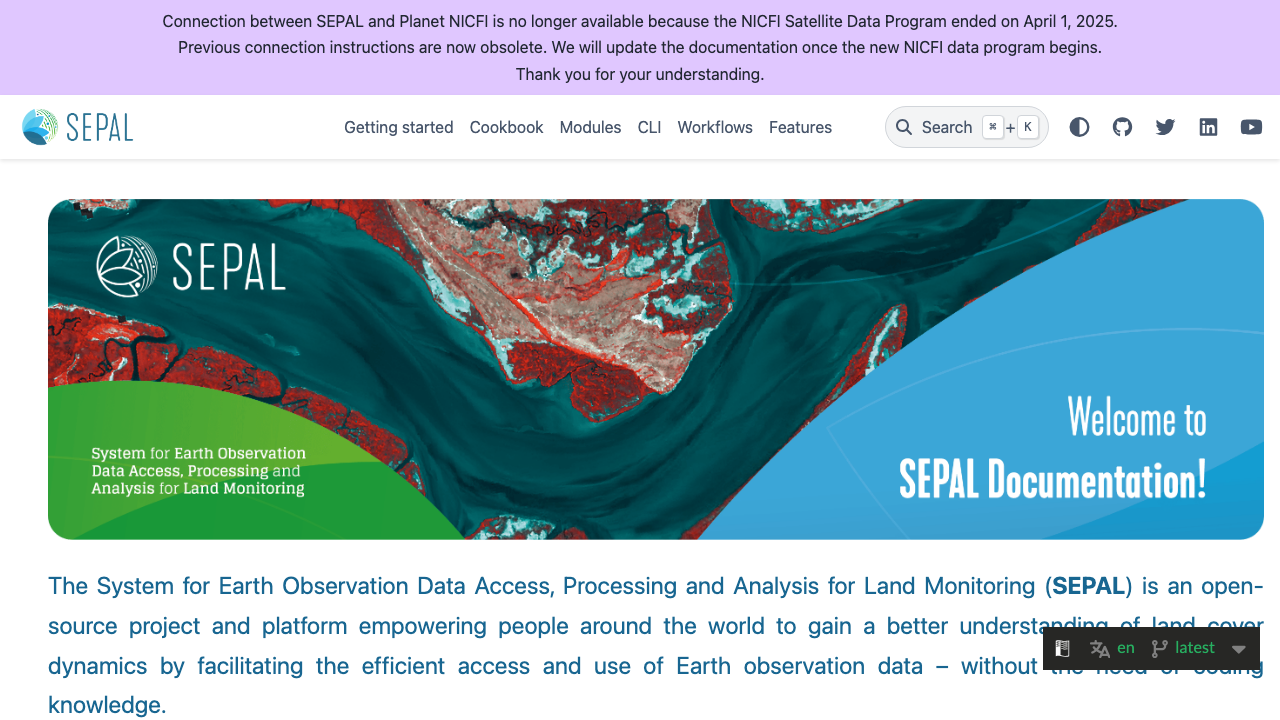 Connection between SEPAL and Planet NICFI is no longer available because the NICFI Satellite Data Program ended on April 1, 2025.
Previous connection instructions are now obsolete. We will update the documentation once the new NICFI data program begins.
Thank you for your understanding.
SEPAL
Getting started Cookbook Modules CLI Workflows Features
Search ⌘ + K
SEPAL
System for Earth Observation
Data Access, Processing and
Analysis for Land Monitoring
Welcome to
SEPAL Documentation!
The System for Earth Observation Data Access, Processing and Analysis for Land Monitoring (SEPAL) is an open-
source project and platform empowering people around the world to gain a better understanding of land cover
dynamics by facilitating the efficient access and use of Earth observation data – without the need of coding
knowledge.
en latest